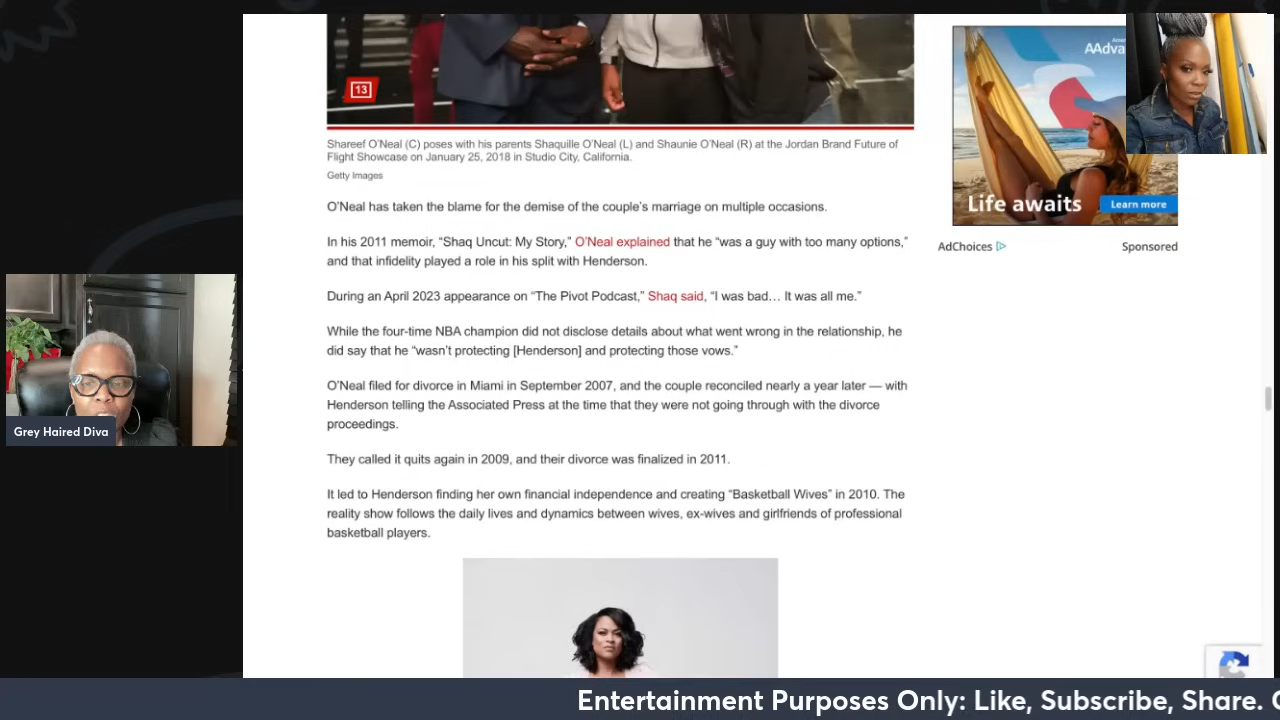 13
AAdva
Life awaits
Learn more
AdChoices
Sponsored
Shareef O’Neal (C) poses with his parents Shaquille O’Neal (L) and Shaunie O’Neal (R) at the Jordan Brand Future of
Flight Showcase on January 25, 2018 in Studio City, California.
Getty Images
O’Neal has taken the blame for the demise of the couple’s marriage on multiple occasions.
In his 2011 memoir, “Shaq Uncut: My Story,” O’Neal explained that he “was a guy with too many options,”
and that infidelity played a role in his split with Henderson.
During an April 2023 appearance on “The Pivot Podcast,” Shaq said, “I was bad… It was all me.”
While the four-time NBA champion did not disclose details about what went wrong in the relationship, he
did say that he “wasn’t protecting [Henderson] and protecting those vows.”
O’Neal filed for divorce in Miami in September 2007, and the couple reconciled nearly a year later — with
Henderson telling the Associated Press at the time that they were not going through with the divorce
proceedings.
They called it quits again in 2009, and their divorce was finalized in 2011.
It led to Henderson finding her own financial independence and creating “Basketball Wives” in 2010. The
reality show follows the daily lives and dynamics between wives, ex-wives and girlfriends of professional
basketball players.
Grey Haired Diva
Entertainment Purposes Only: Like, Subscribe, Share.